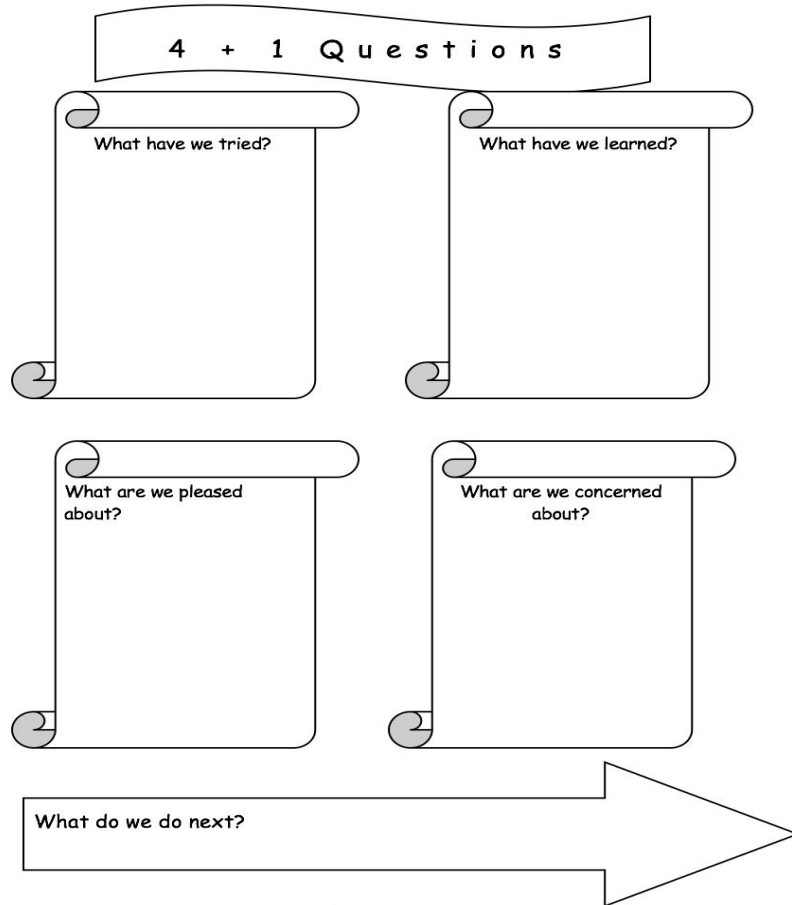 4 + 1 Questions
What have we tried?
What have we learned?
What are we pleased
about?
What are we concerned
about?
What do we do next?